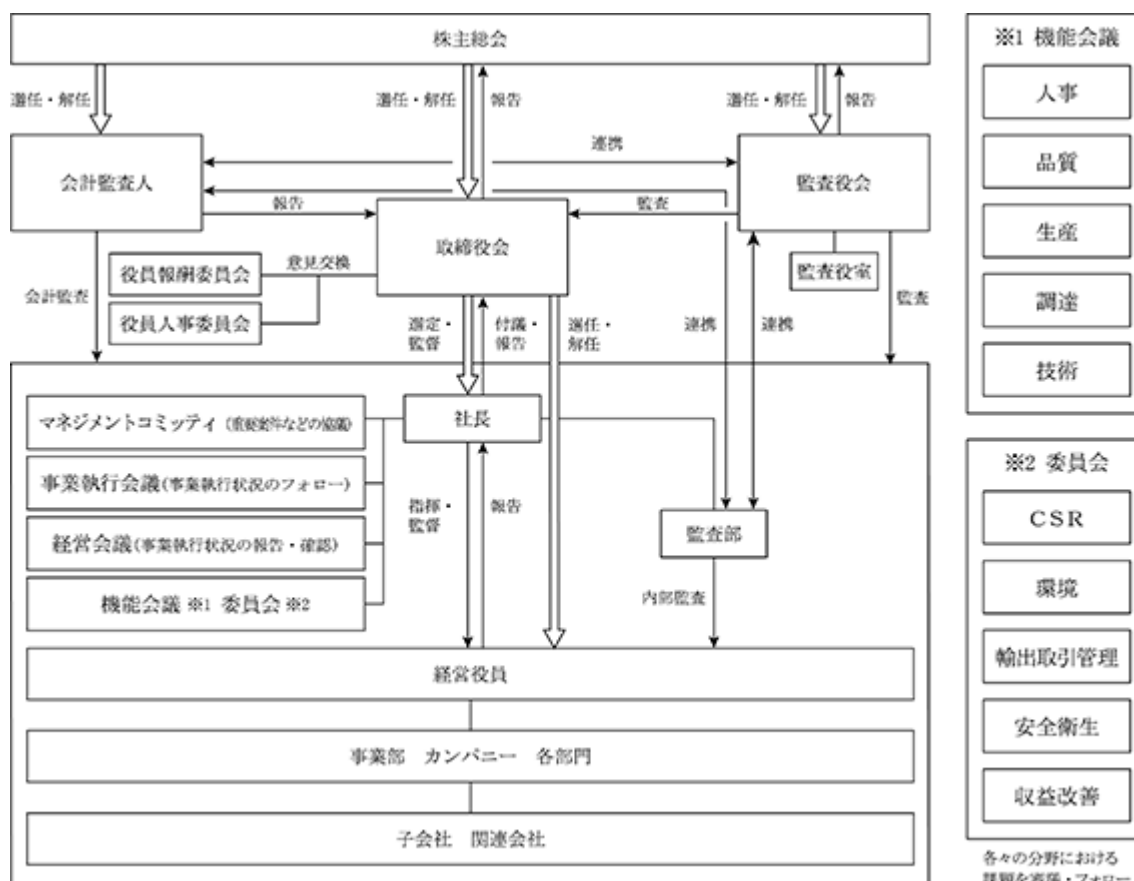 株主総会
選任・解任
選任・解任
報告
選任・解任
報告
会計監査人
連携
監査役会
報告
監査
取締役会
役員報酬委員会
意見交換
監査役室
会計監査
役員人事委員会
監査
選定・
監督
付議・
報告
選任・
解任
連携
連携
マネジメントコミッティ (重要案件などの協議)
社長
事業執行会議(事業執行状況のフォロー)
指揮・
監督
報告
経営会議(事業執行状況の報告・確認)
監査部
機能会議 ※1 委員会 ※2
内部監査
経営役員
事業部 カンパニー 各部門
子会社 関連会社
※1 機能会議
人事
品質
生産
調達
技術
※2 委員会
CSR
環境
輸出取引管理
安全衛生
収益改善
各々の分野における
課題を審議・フォロー